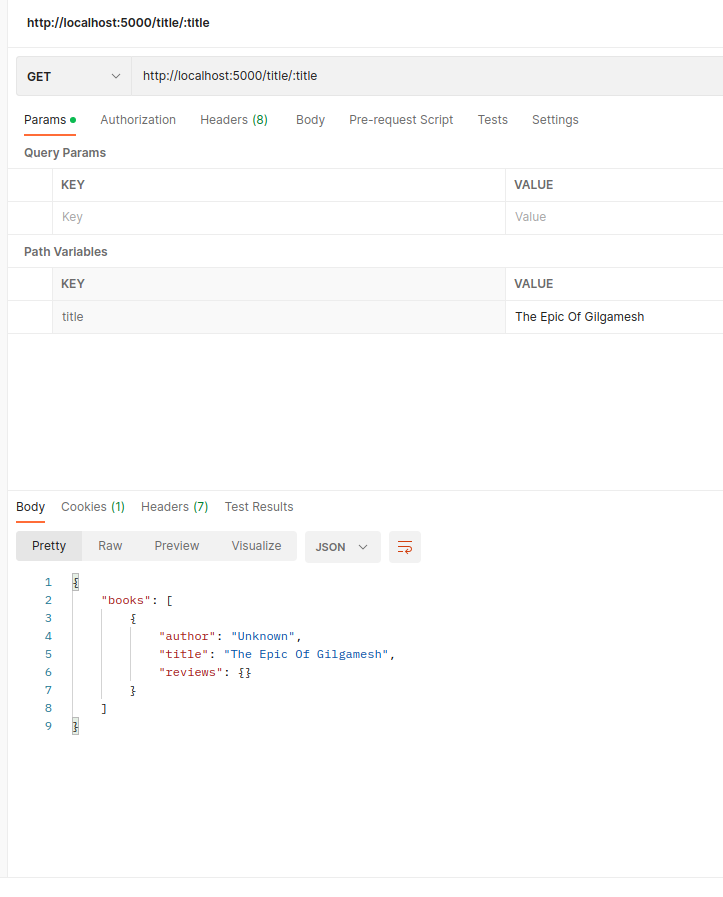 http://localhost:5000/title/:title
GET http://localhost:5000/title/:title
Params Authorization Headers (8) Body Pre-request Script Tests Settings
Query Params
KEY VALUE
Key Value
Path Variables
KEY VALUE
title The Epic Of Gilgamesh
Body Cookies (1) Headers (7) Test Results
Pretty Raw Preview Visualize JSON
1 {
2 "books": [
3 {
4 "author": "Unknown",
5 "title": "The Epic Of Gilgamesh",
6 "reviews": {}
7 }
8 ]
9 }